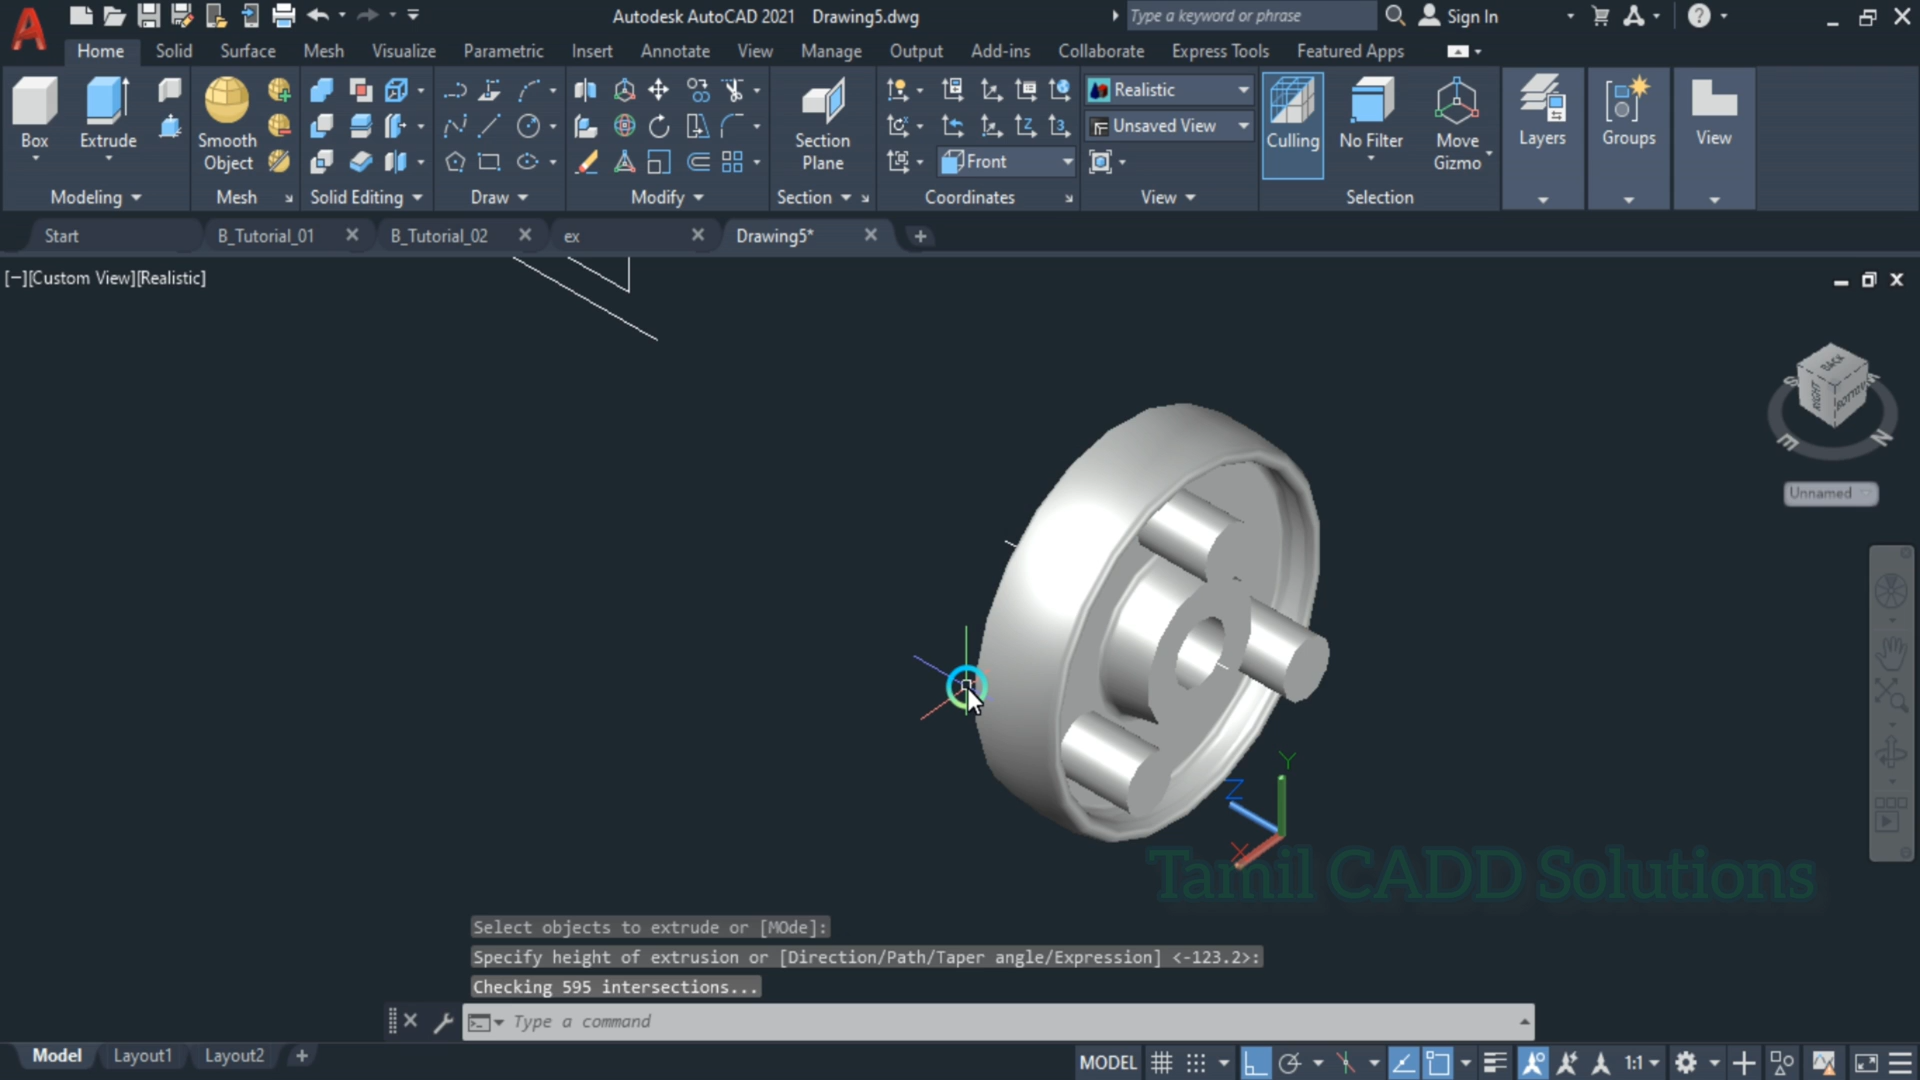 Autodesk AutoCAD 2021 Drawing5.dwg
Type a keyword or phrase
Sign In
Home Solid Surface Mesh Visualize Parametric Insert Annotate View Manage Output Add-ins Collaborate Express Tools Featured Apps
Box
Extrude
Smooth Object
Section Plane
Realistic
Unsaved View
Front
Culling
No Filter
Move Gizmo
Layers
Groups
View
Modeling Mesh Solid Editing Draw Modify Section Coordinates View Selection
Start B_Tutorial_01 B_Tutorial_02 ex Drawing5*
[−][Custom View][Realistic]
BACK
RIGHT
BOTTOM
S
E
N
Unnamed
Y
Z
X
Tamil CADD Solutions
Select objects to extrude or [MOde]:
Specify height of extrusion or [Direction/Path/Taper angle/Expression] <-123.2>:
Checking 595 intersections...
Type a command
Model Layout1 Layout2
MODEL
1:1